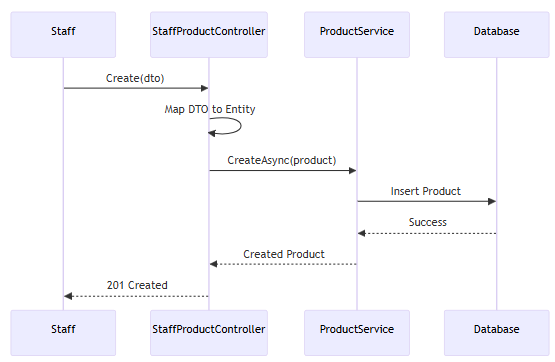 Staff
StaffProductController
ProductService
Database
Create(dto)
Map DTO to Entity
CreateAsync(product)
Insert Product
Success
Created Product
201 Created
Staff
StaffProductController
ProductService
Database